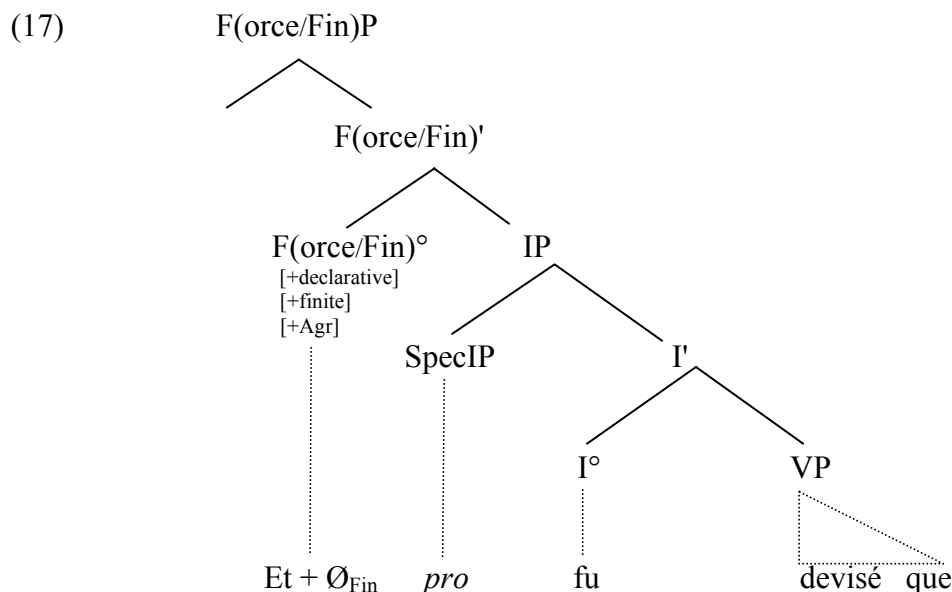 (17) F(orce/Fin)P
F(orce/Fin)'
F(orce/Fin)° IP
[+declarative]
[+finite]
[+Agr]
SpecIP I'
I° VP
Et + Ø_Fin pro fu devisé que